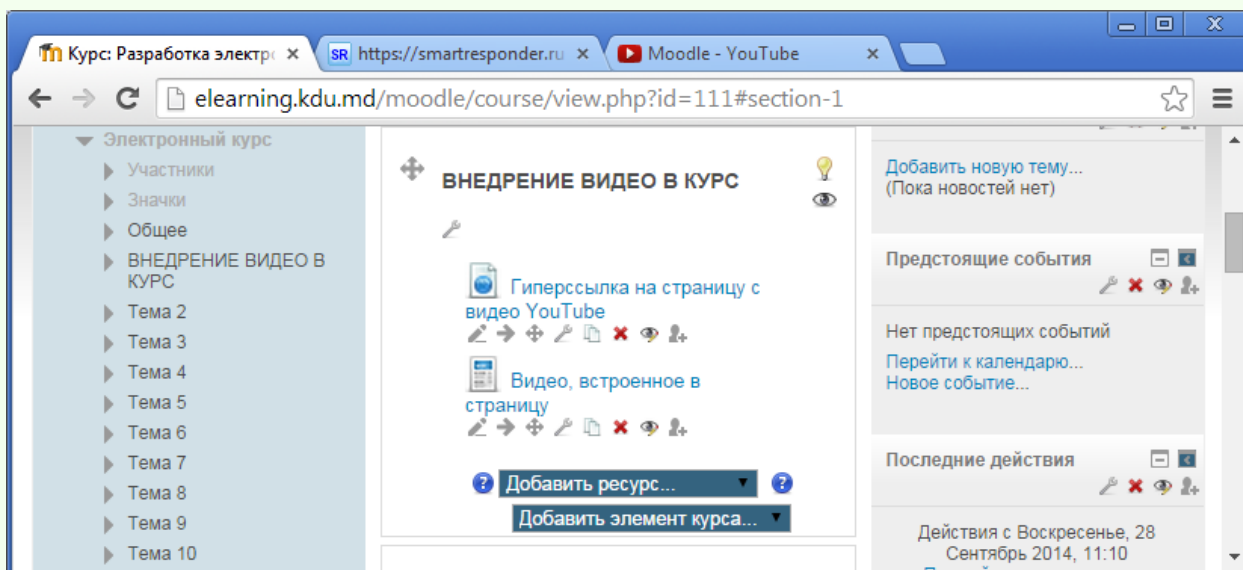 Курс: Разработка электро
SR https://smartresponder.ru
Moodle - YouTube
elearning.kdu.md/moodle/course/view.php?id=111#section-1
Электронный курс
Участники
Значки
Общее
ВНЕДРЕНИЕ ВИДЕО В
КУРС
Тема 2
Тема 3
Тема 4
Тема 5
Тема 6
Тема 7
Тема 8
Тема 9
Тема 10
ВНЕДРЕНИЕ ВИДЕО В КУРС
Гиперссылка на страницу с
видео YouTube
Видео, встроенное в
страницу
Добавить ресурс...
Добавить элемент курса...
Добавить новую тему...
(Пока новостей нет)
Предстоящие события
Нет предстоящих событий
Перейти к календарю...
Новое событие...
Последние действия
Действия с Воскресенье, 28
Сентябрь 2014, 11:10